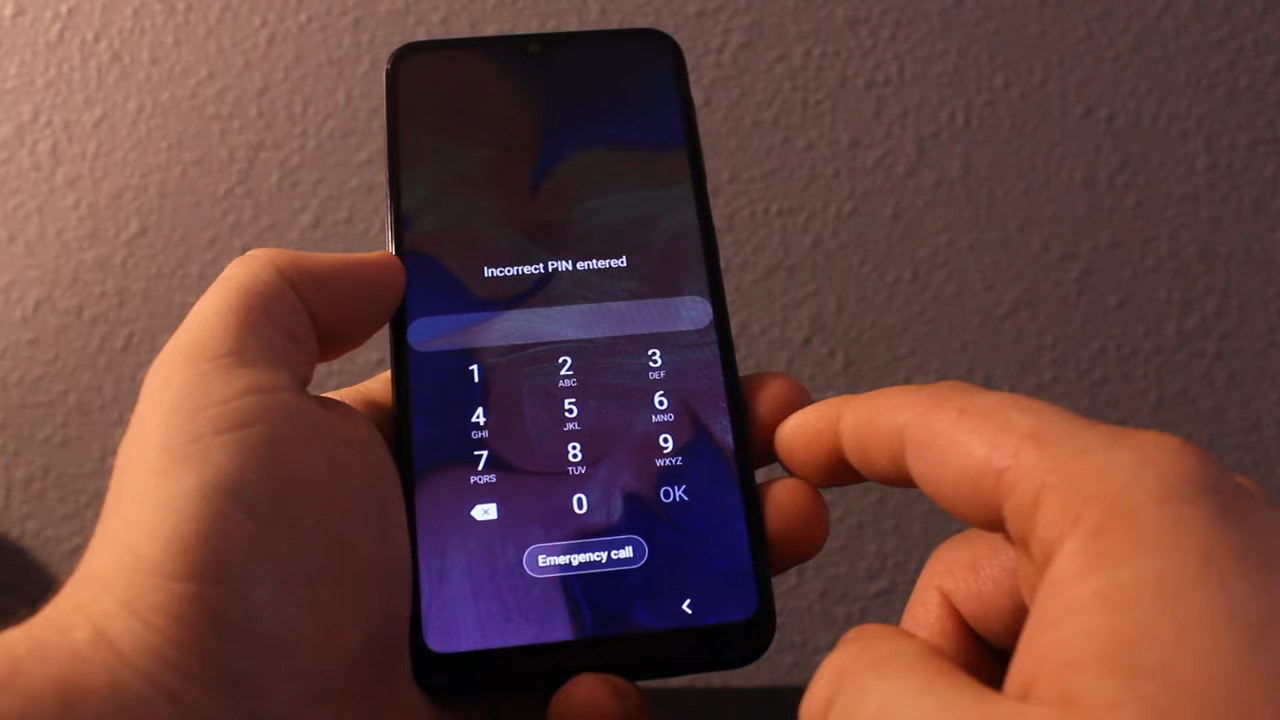 Incorrect PIN entered
1 2 3
ABC DEF
4 5 6
GHI JKL MNO
7 8 9
PQRS TUV WXYZ
0 OK
Emergency call